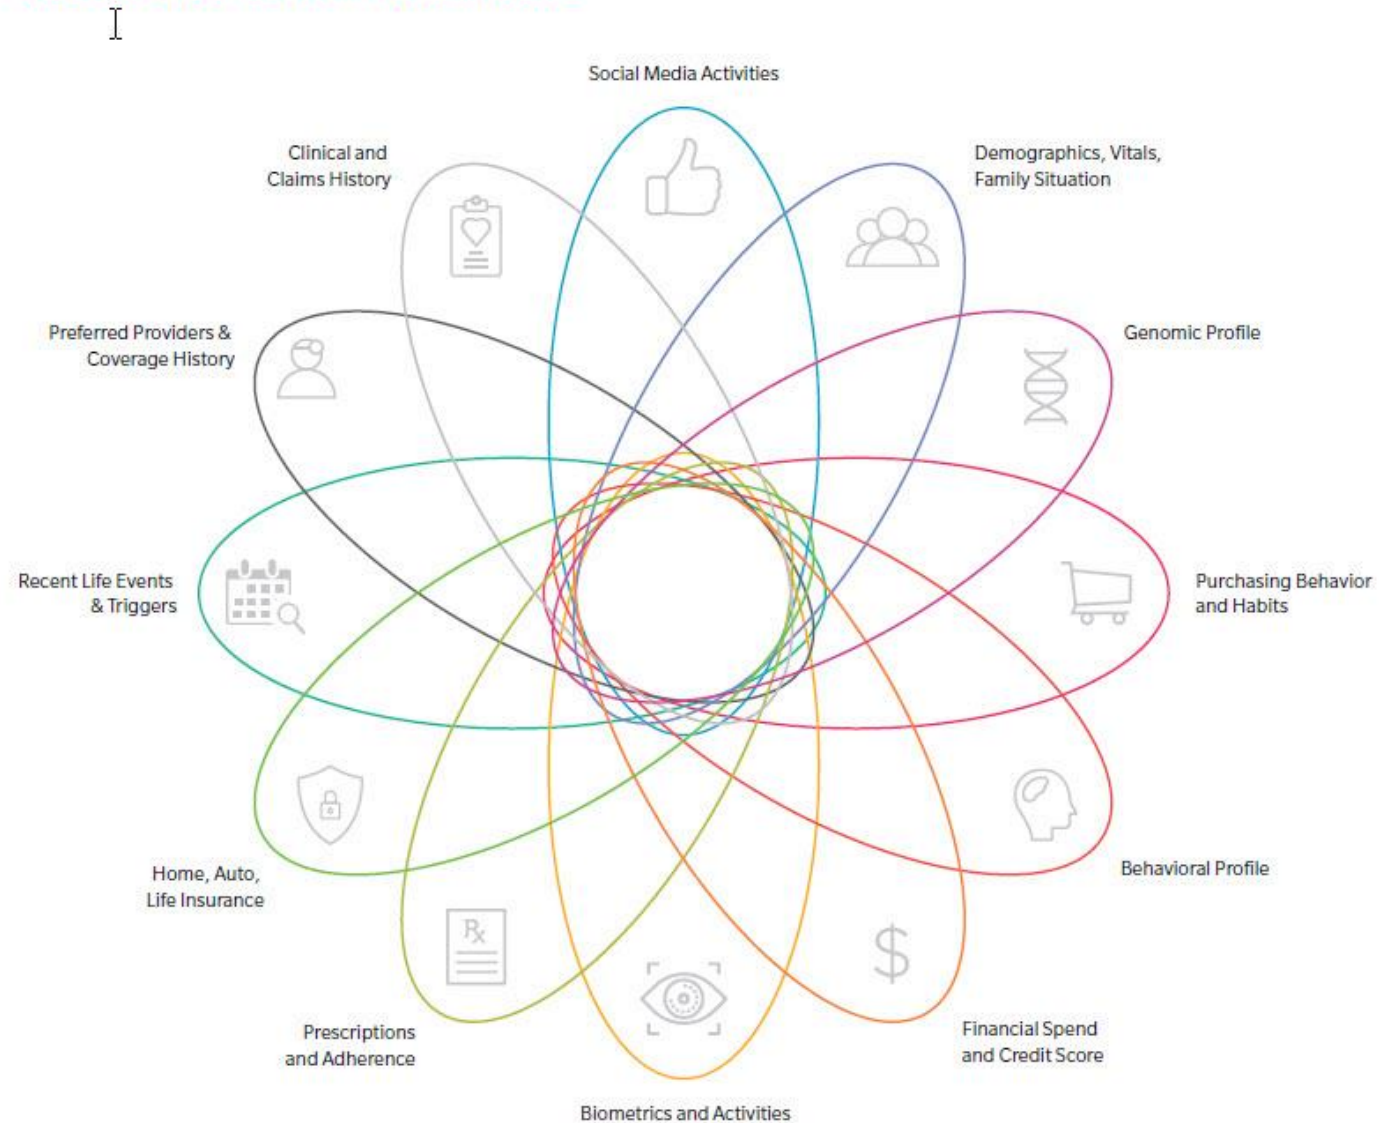 Social Media Activities
Clinical and
Claims History
Demographics, Vitals,
Family Situation
Preferred Providers &
Coverage History
Genomic Profile
Recent Life Events
& Triggers
Purchasing Behavior
and Habits
Home, Auto,
Life Insurance
Behavioral Profile
Rx
$
Prescriptions
and Adherence
Financial Spend
and Credit Score
Biometrics and Activities